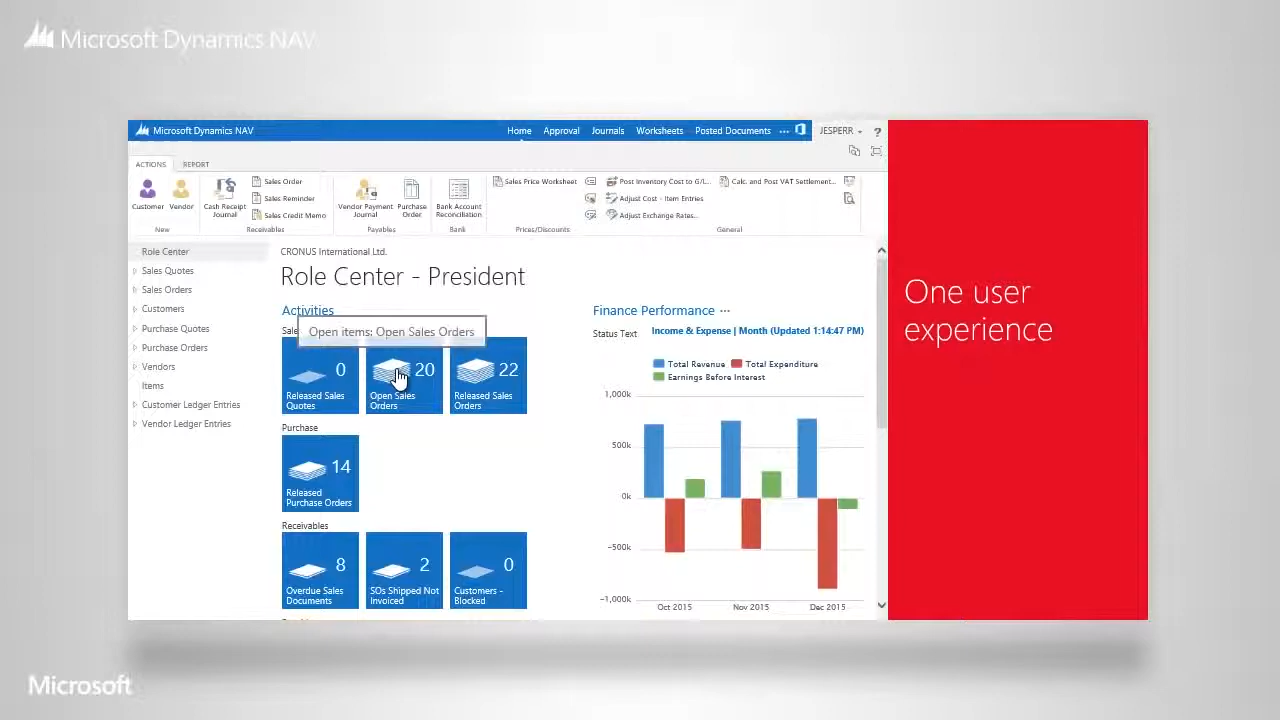 Microsoft Dynamics NAV
Microsoft Dynamics NAV
Home Approval Journals Worksheets Posted Documents ... JESPERR ?
ACTIONS REPORT
Customer Vendor
Cash Receipt Journal
Sales Order
Sales Reminder
Sales Credit Memo
Vendor Payment Journal
Purchase Order
Bank Account Reconciliation
Sales Price Worksheet
Post Inventory Cost to G/L...
Adjust Cost - Item Entries
Adjust Exchange Rates...
Calc. and Post VAT Settlement...
New Receivables Payables Bank Prices/Discounts General
Role Center
Sales Quotes
Sales Orders
Customers
Purchase Quotes
Purchase Orders
Vendors
Items
Customer Ledger Entries
Vendor Ledger Entries
CRONUS International Ltd.
Role Center - President
Activities
Open items: Open Sales Orders
0
Released Sales
Quotes
20
Open Sales
Orders
22
Released Sales
Orders
Purchase
14
Released
Purchase Orders
Receivables
8
Overdue Sales
Documents
2
SOs Shipped Not
Invoiced
0
Customers -
Blocked
Finance Performance ...
Status Text Income & Expense | Month (Updated 1:14:47 PM)
Total Revenue Total Expenditure
Earnings Before Interest
1,000k
500k
0k
-500k
-1,000k
Oct 2015 Nov 2015 Dec 2015
One user
experience
Microsoft